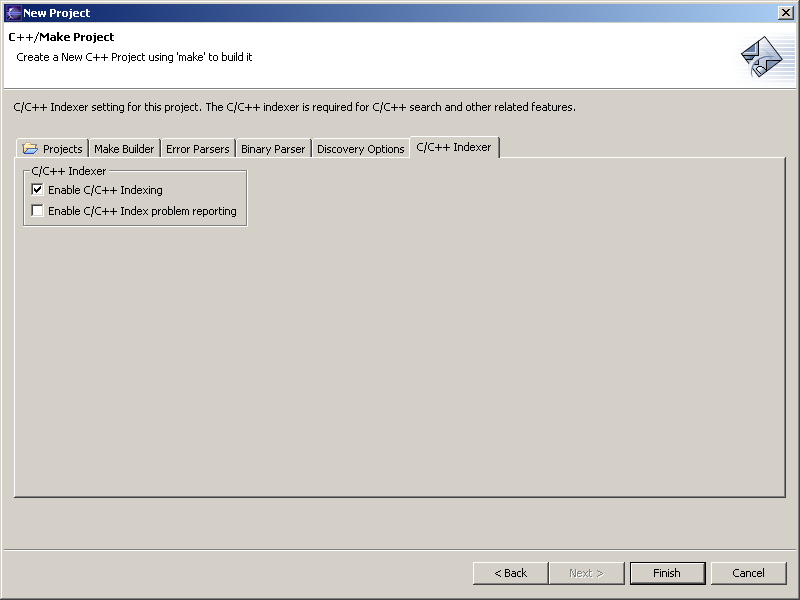 New Project
C++/Make Project
Create a New C++ Project using 'make' to build it
C/C++ Indexer setting for this project. The C/C++ indexer is required for C/C++ search and other related features.
Projects Make Builder Error Parsers Binary Parser Discovery Options C/C++ Indexer
C/C++ Indexer
Enable C/C++ Indexing
Enable C/C++ Index problem reporting
< Back Next > Finish Cancel